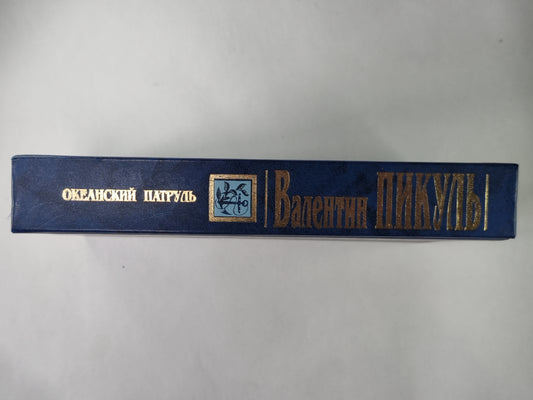 ОКЕАНСКИЙ ПАТРУЛЬ
Валентин ПИКУЛЬ